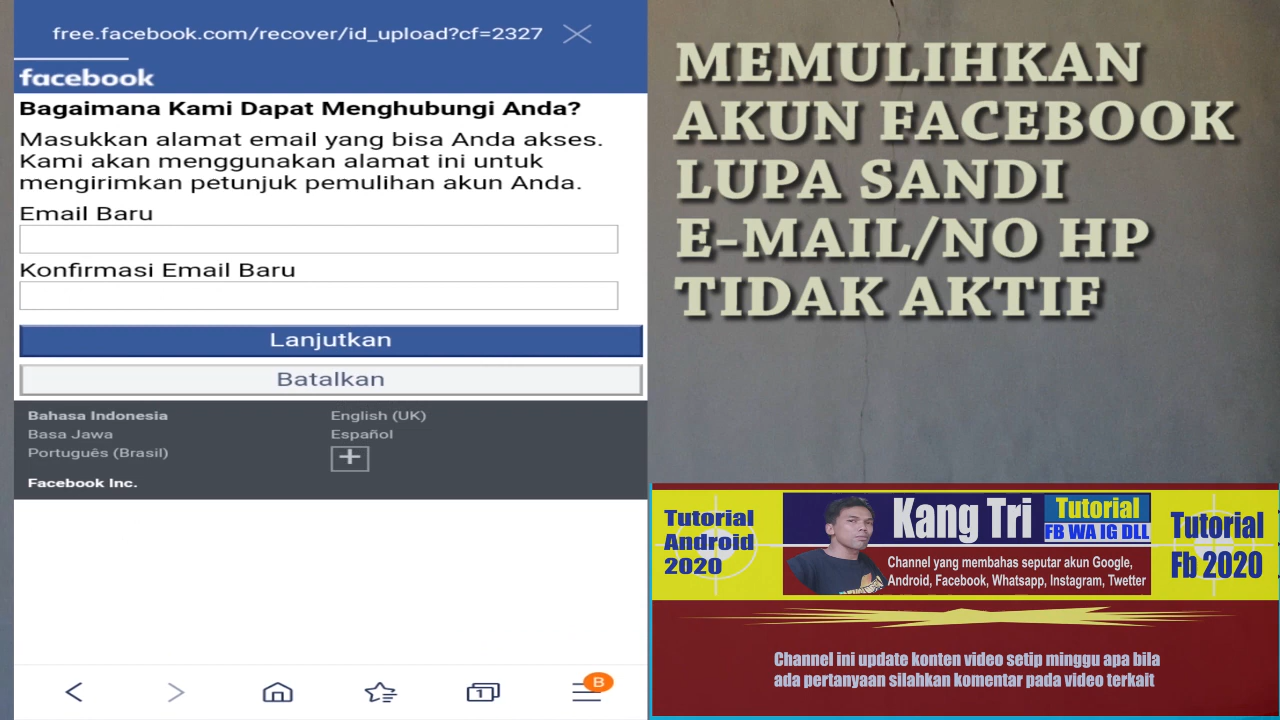 free.facebook.com/recover/id_upload?cf=2327
facebook
Bagaimana Kami Dapat Menghubungi Anda?
Masukkan alamat email yang bisa Anda akses.
Kami akan menggunakan alamat ini untuk
mengirimkan petunjuk pemulihan akun Anda.
Email Baru
Konfirmasi Email Baru
Lanjutkan
Batalkan
Bahasa Indonesia
English (UK)
Basa Jawa
Español
Português (Brasil)
Facebook Inc.
1
B
MEMULIHKAN
AKUN FACEBOOK
LUPA SANDI
E-MAIL/NO HP
TIDAK AKTIF
Tutorial
Android
2020
Kang Tri
Tutorial
FB WA IG DLL
Channel yang membahas seputar akun Google,
Android, Facebook, Whatsapp, Instagram, Twetter
Tutorial
Fb 2020
Channel ini update konten video setip minggu apa bila
ada pertanyaan silahkan komentar pada video terkait